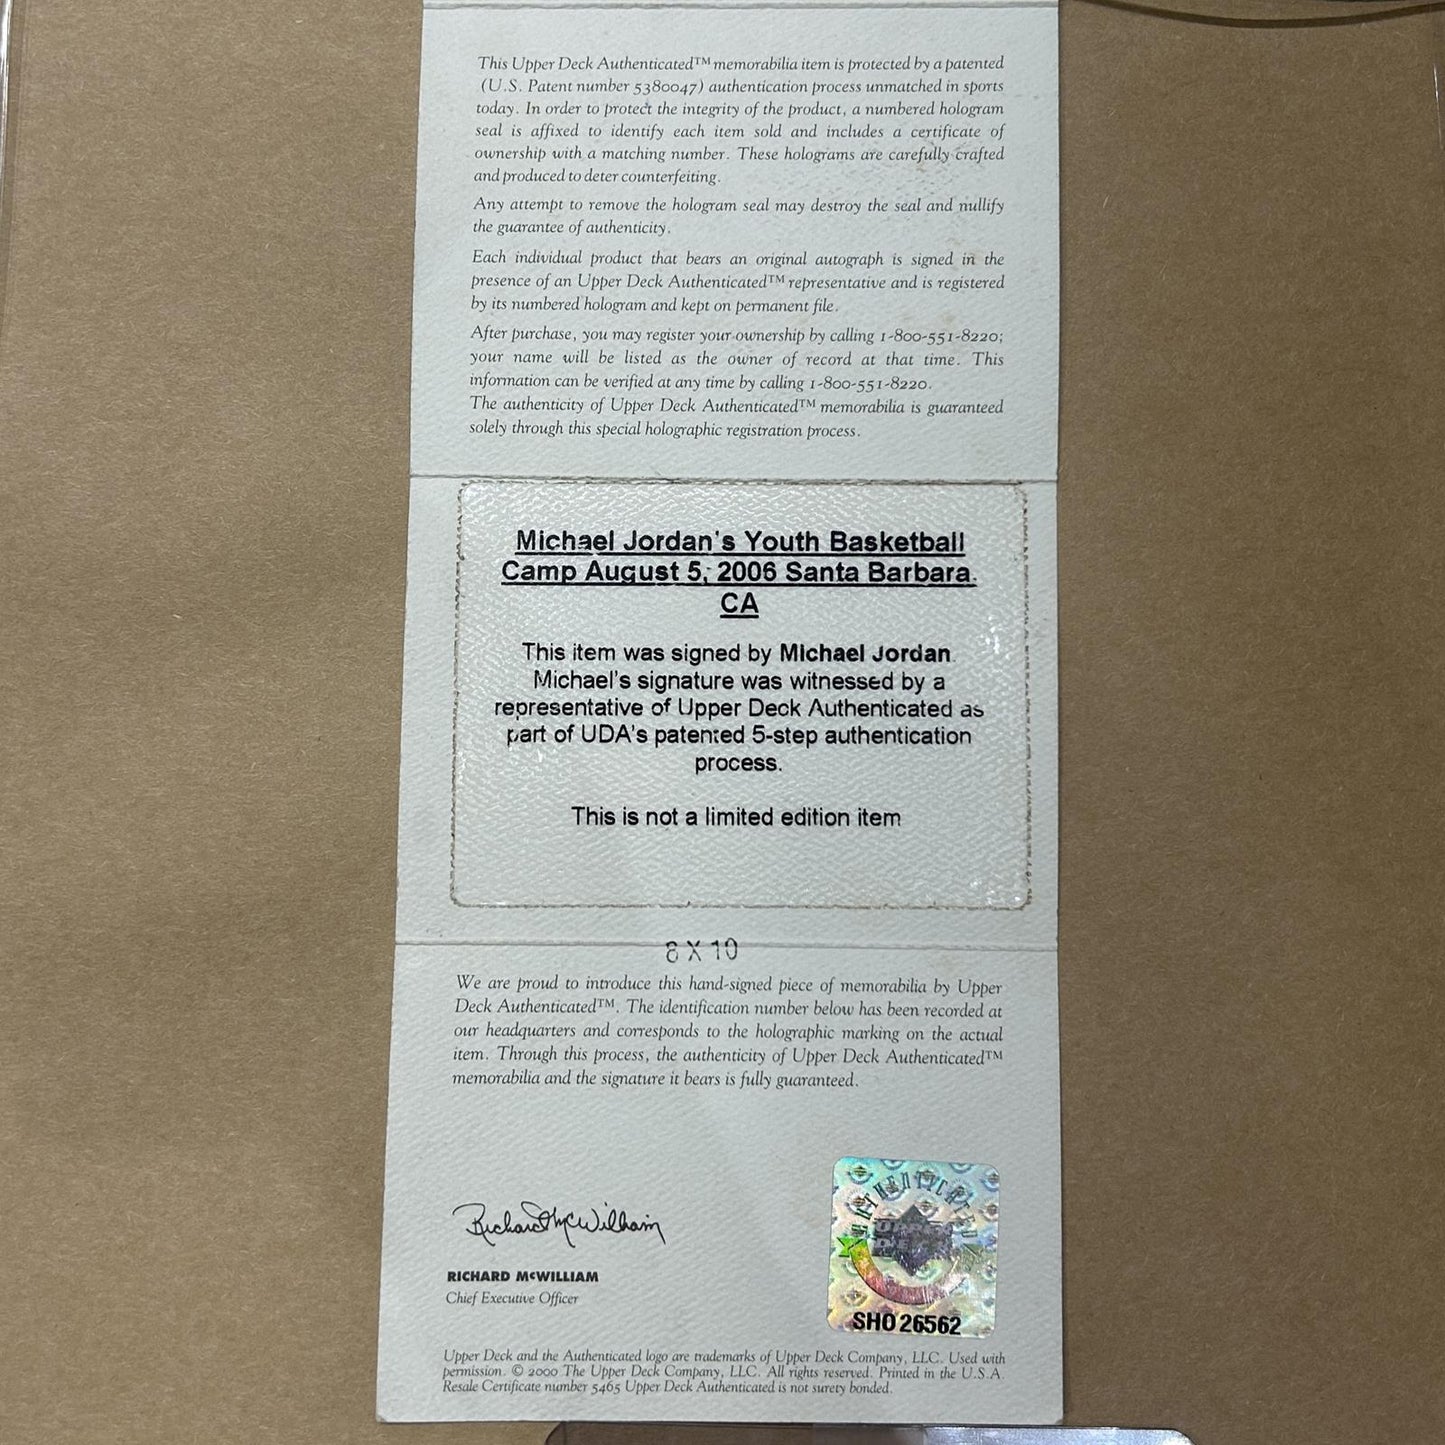 This Upper Deck Authenticated™ memorabilia item is protected by a patented
(U.S. Patent number 5380047) authentication process unmatched in sports
today. In order to protect the integrity of the product, a numbered hologram
seal is affixed to identify each item sold and includes a certificate of
ownership with a matching number. These holograms are carefully crafted
and produced to deter counterfeiting.
Any attempt to remove the hologram seal may destroy the seal and nullify
the guarantee of authenticity.
Each individual product that bears an original autograph is signed in the
presence of an Upper Deck Authenticated™ representative and is registered
by its numbered hologram and kept on permanent file.
After purchase, you may register your ownership by calling 1-800-551-8220;
your name will be listed as the owner of record at that time. This
information can be verified at any time by calling 1-800-551-8220.
The authenticity of Upper Deck Authenticated™ memorabilia is guaranteed
solely through this special holographic registration process.
Michael Jordan's Youth Basketball
Camp August 5, 2006 Santa Barbara,
CA
This item was signed by Michael Jordan.
Michael's signature was witnessed by a
representative of Upper Deck Authenticated as
part of UDA's patented 5-step authentication
process.
This is not a limited edition item
8 X 10
We are proud to introduce this hand-signed piece of memorabilia by Upper
Deck Authenticated™. The identification number below has been recorded at
our headquarters and corresponds to the holographic marking on the actual
item. Through this process, the authenticity of Upper Deck Authenticated™
memorabilia and the signature it bears is fully guaranteed.
Richard McWilliam
RICHARD McWILLIAM
Chief Executive Officer
AUTHENTICATED
UPPER
DECK
SHO 26562
Upper Deck and the Authenticated logo are trademarks of Upper Deck Company, LLC. Used with
permission. © 2000 The Upper Deck Company, LLC. All rights reserved. Printed in the U.S.A.
Resale Certificate number 5465 Upper Deck Authenticated is not surety bonded.